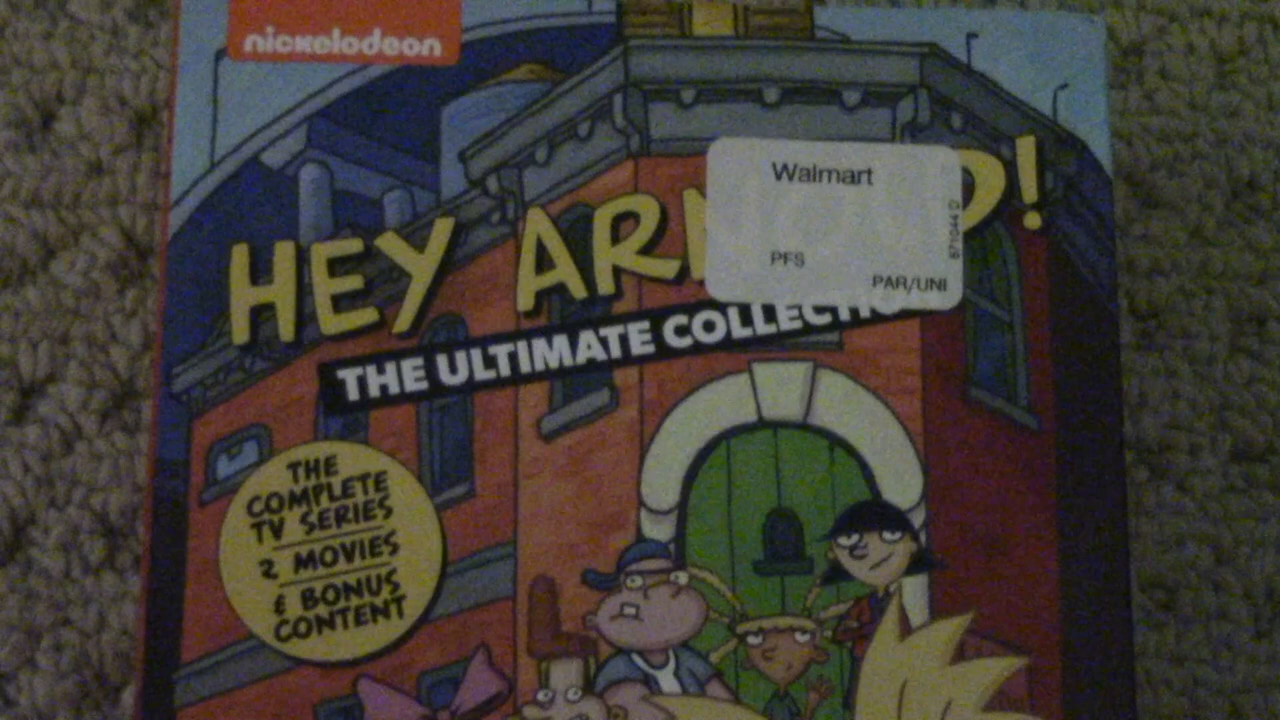 nickelodeon
Walmart
PFS
PAR/UNI
HEY AR !
THE ULTIMATE COLLECTIO
THE
COMPLETE
TV SERIES
2 MOVIES
& BONUS
CONTENT